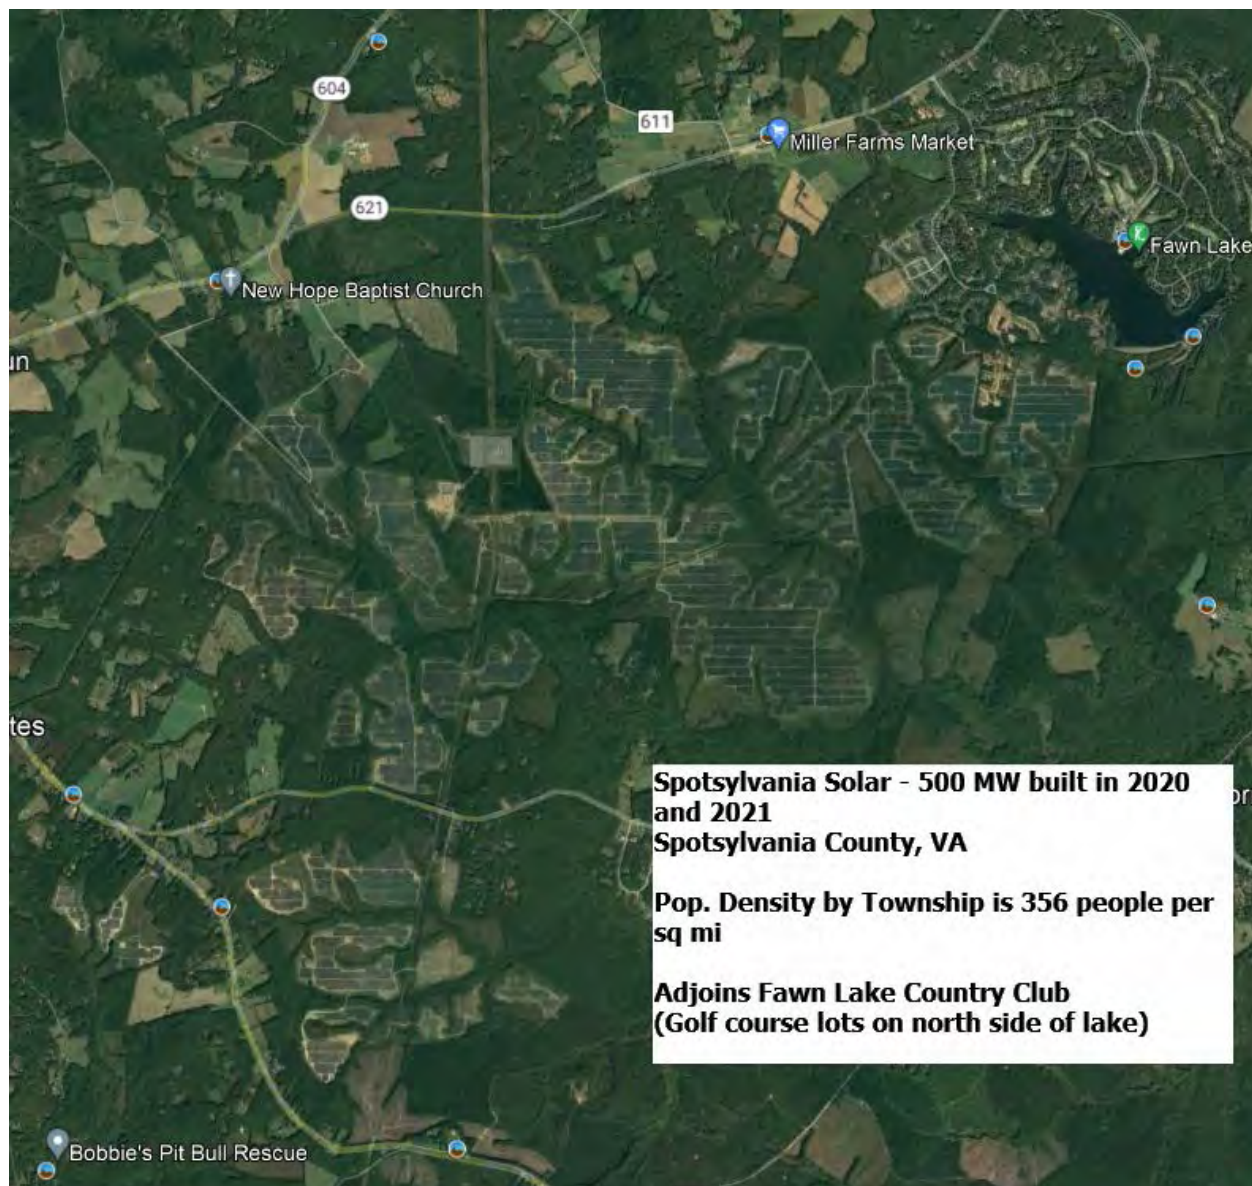 604
611
Miller Farms Market
621
Fawn Lake
New Hope Baptist Church
un
tes
Spotsylvania Solar - 500 MW built in 2020
and 2021
Spotsylvania County, VA
or
Pop. Density by Township is 356 people per
sq mi
Adjoins Fawn Lake Country Club
(Golf course lots on north side of lake)
Bobbie's Pit Bull Rescue